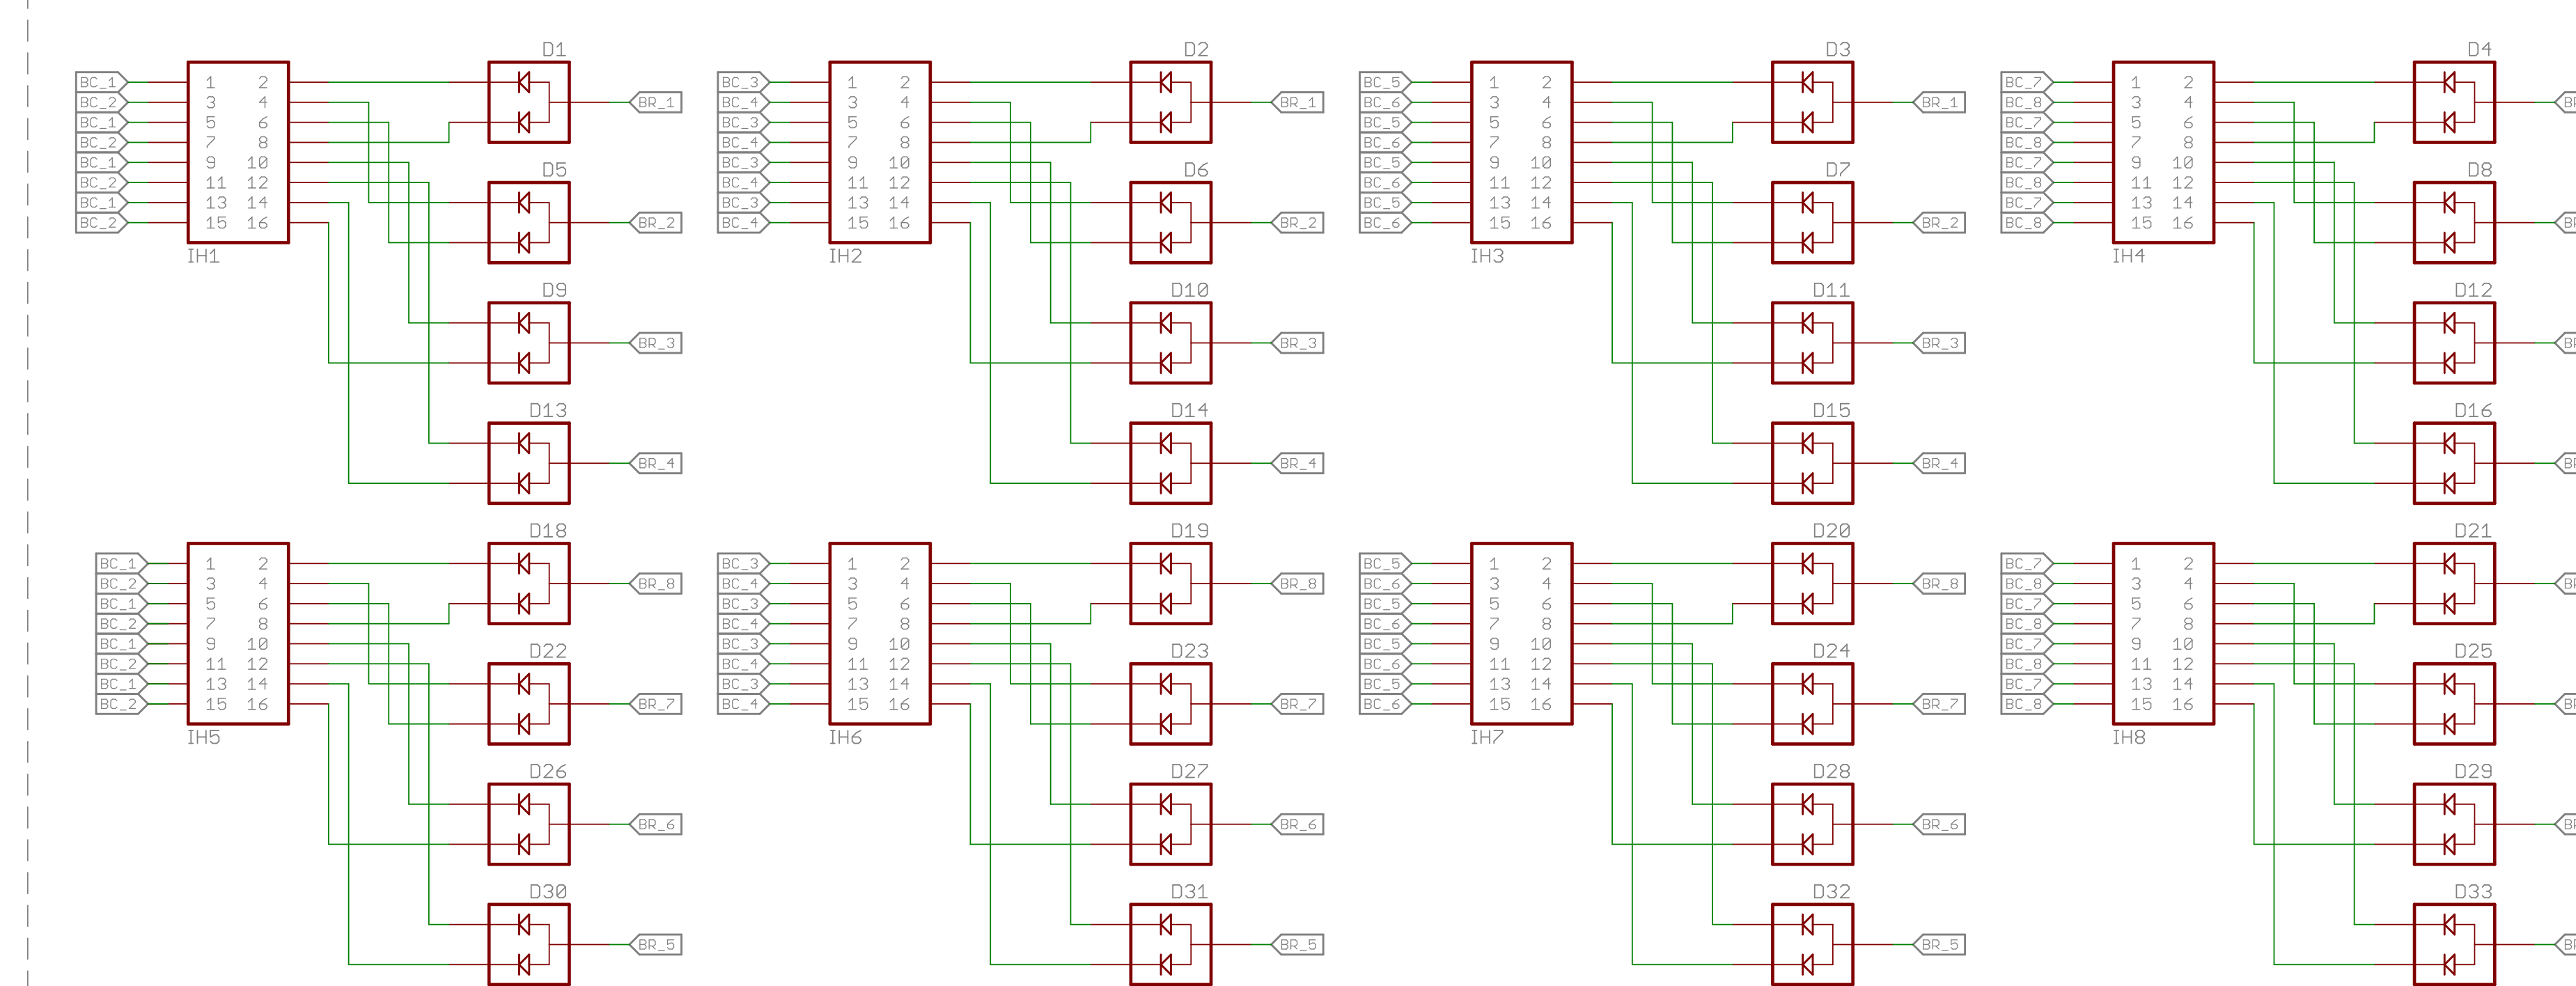 D1 D2 D3 D4
BC_1 1 2 BC_3 1 2 BC_5 1 2 BC_7 1 2
BC_2 3 4 BR_1 BC_4 3 4 BR_1 BC_6 3 4 BR_1 BC_8 3 4
BC_1 5 6 BC_3 5 6 BC_5 5 6 BC_7 5 6
BC_2 7 8 BC_4 7 8 BC_6 7 8 BC_8 7 8
BC_1 9 10 BC_3 9 10 BC_5 9 10 BC_7 9 10
D5 D6 D7 D8
BC_2 11 12 BC_4 11 12 BC_6 11 12 BC_8 11 12
BC_1 13 14 BC_3 13 14 BC_5 13 14 BC_7 13 14
BC_2 15 16 BR_2 BC_4 15 16 BR_2 BC_6 15 16 BR_2 BC_8 15 16
IH1 IH2 IH3 IH4
D9 D10 D11 D12
BR_3 BR_3 BR_3
D13 D14 D15 D16
BR_4 BR_4 BR_4
D18 D19 D20 D21
BC_1 1 2 BC_3 1 2 BC_5 1 2 BC_7 1 2
BC_2 3 4 BR_8 BC_4 3 4 BR_8 BC_6 3 4 BR_8 BC_8 3 4
BC_1 5 6 BC_3 5 6 BC_5 5 6 BC_7 5 6
BC_2 7 8 BC_4 7 8 BC_6 7 8 BC_8 7 8
BC_1 9 10 BC_3 9 10 BC_5 9 10 BC_7 9 10
D22 D23 D24 D25
BC_2 11 12 BC_4 11 12 BC_6 11 12 BC_8 11 12
BC_1 13 14 BC_3 13 14 BC_5 13 14 BC_7 13 14
BC_2 15 16 BR_7 BC_4 15 16 BR_7 BC_6 15 16 BR_7 BC_8 15 16
IH5 IH6 IH7 IH8
D26 D27 D28 D29
BR_6 BR_6 BR_6
D30 D31 D32 D33
BR_5 BR_5 BR_5